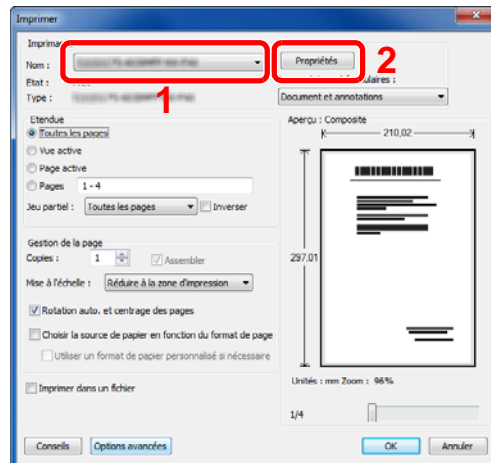 Imprimer
Nom :
Propriétés
2
Etat :
Type :
1
Document et annotations
Etendue
Toutes les pages
Vue active
Page active
Pages 1 - 4
Jeu partiel : Toutes les pages Inverser
Aperçu : Composite
210,02
297,01
Gestion de la page
Copies : 1 Assembler
Mise à l'échelle : Réduire à la zone d'impression
Rotation auto. et centrage des pages
Choisir la source de papier en fonction du format de page
Utiliser un format de papier personnalisé si nécessaire
Imprimer dans un fichier
Unités : mm Zoom : 96%
1/4
Conseils Options avancées OK Annuler